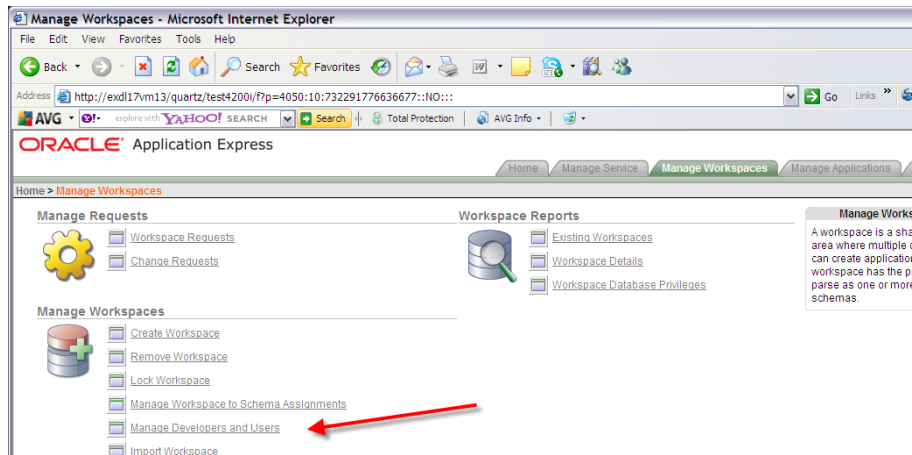 Manage Workspaces - Microsoft Internet Explorer
File Edit View Favorites Tools Help
Back Search Favorites
Address http://exdl17vm13/quartz/test4200i/f?p=4050:10:732291776636677::NO::: Go Links »
AVG explore with YAHOO! SEARCH Search Total Protection AVG Info
ORACLE Application Express
Home Manage Service Manage Workspaces Manage Applications
Home > Manage Workspaces
Manage Requests
Workspace Requests
Change Requests
Workspace Reports
Existing Workspaces
Workspace Details
Workspace Database Privileges
Manage Works
A workspace is a sha
area where multiple
can create application
workspace has the p
parse as one or more
schemas.
Manage Workspaces
Create Workspace
Remove Workspace
Lock Workspace
Manage Workspace to Schema Assignments
Manage Developers and Users
Import Workspace